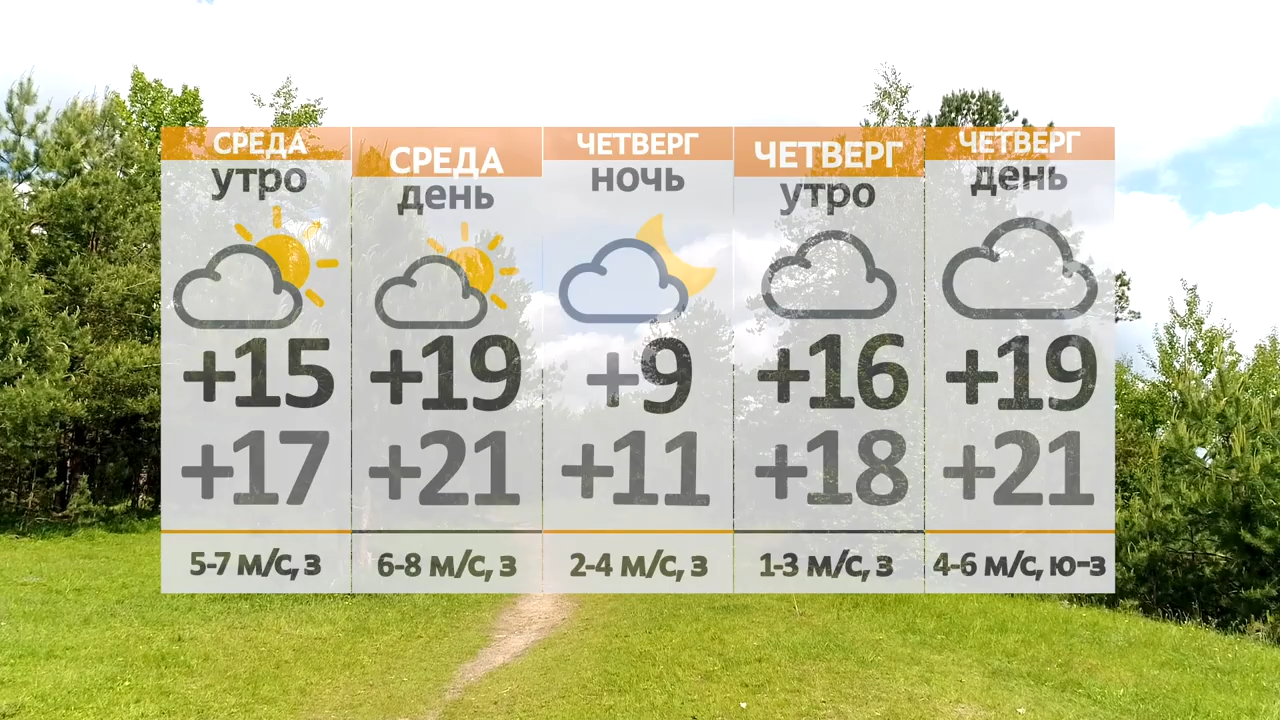 СРЕДА
утро
+15
+17
5-7 м/с, з
СРЕДА
день
+19
+21
6-8 м/с, з
ЧЕТВЕРГ
ночь
+9
+11
2-4 м/с, з
ЧЕТВЕРГ
утро
+16
+18
1-3 м/с, з
ЧЕТВЕРГ
день
+19
+21
4-6 м/с, ю-з